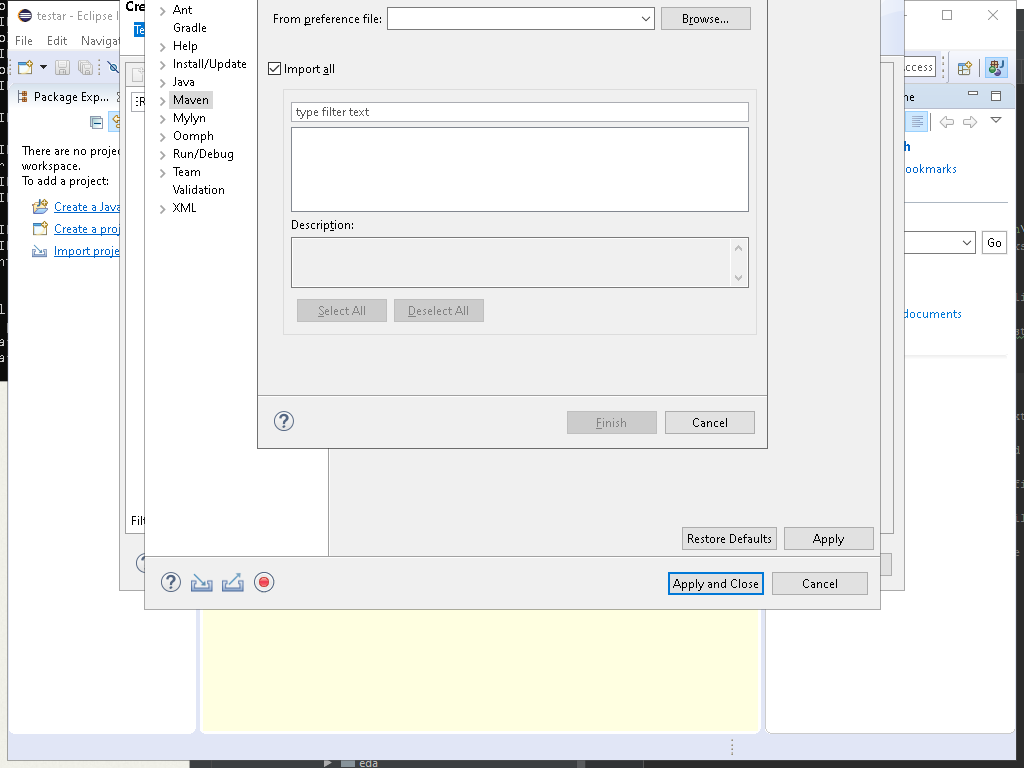 testar - Eclipse I
File Edit Navigat
Package Exp...
There are no proje
workspace.
To add a project:
Create a Java
Create a proj
Import proje
Cre
Te
Filt
Ant
Gradle
Help
Install/Update
Java
Maven
Mylyn
Oomph
Run/Debug
Team
Validation
XML
From preference file:
Browse...
Import all
type filter text
Description:
Select All
Deselect All
Finish
Cancel
Restore Defaults
Apply
Apply and Close
Cancel
ccess
ne
h
ookmarks
Go
documents
eda